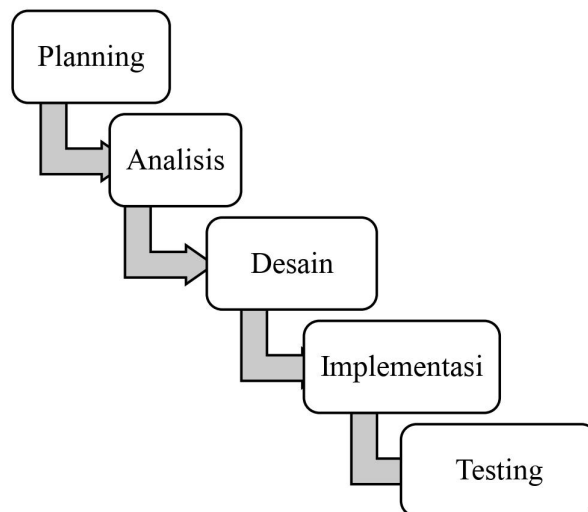 Planning
Analisis
Desain
Implementasi
Testing